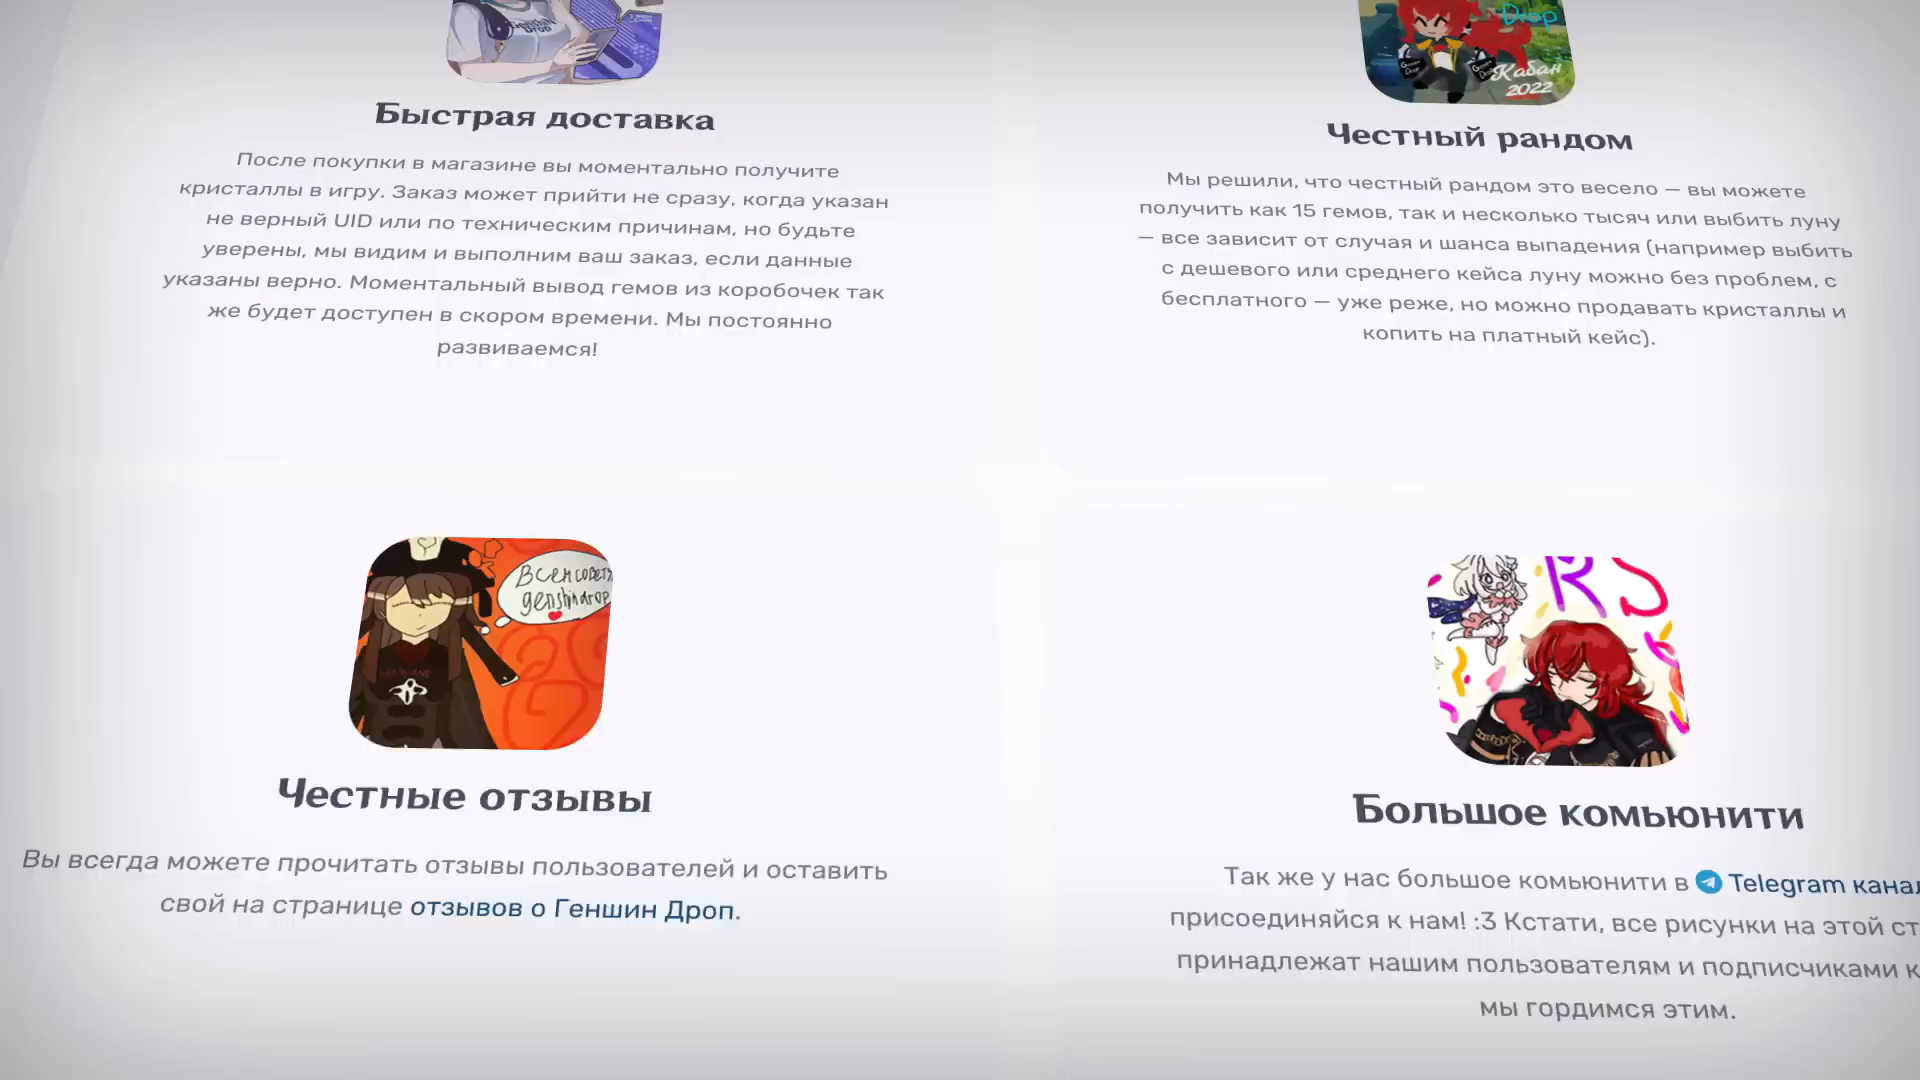 Genshin
Drop
Drop
Кабан
2022
Быстрая доставка
После покупки в магазине вы моментально получите
кристаллы в игру. Заказ может прийти не сразу, когда указан
не верный UID или по техническим причинам, но будьте
уверены, мы видим и выполним ваш заказ, если данные
указаны верно. Моментальный вывод гемов из коробочек так
же будет доступен в скором времени. Мы постоянно
развиваемся!
Честный рандом
Мы решили, что честный рандом это весело — вы можете
получить как 15 гемов, так и несколько тысяч или выбить луну
— все зависит от случая и шанса выпадения (например выбить
с дешевого или среднего кейса луну можно без проблем, с
бесплатного — уже реже, но можно продавать кристаллы и
копить на платный кейс).
genshindrop
Честные отзывы
Вы всегда можете прочитать отзывы пользователей и оставить
свой на странице отзывов о Геншин Дроп.
Большое комьюнити
Так же у нас большое комьюнити в Telegram канал
присоединяйся к нам! :3 Кстати, все рисунки на этой ст
принадлежат нашим пользователям и подписчиками к
мы гордимся этим.